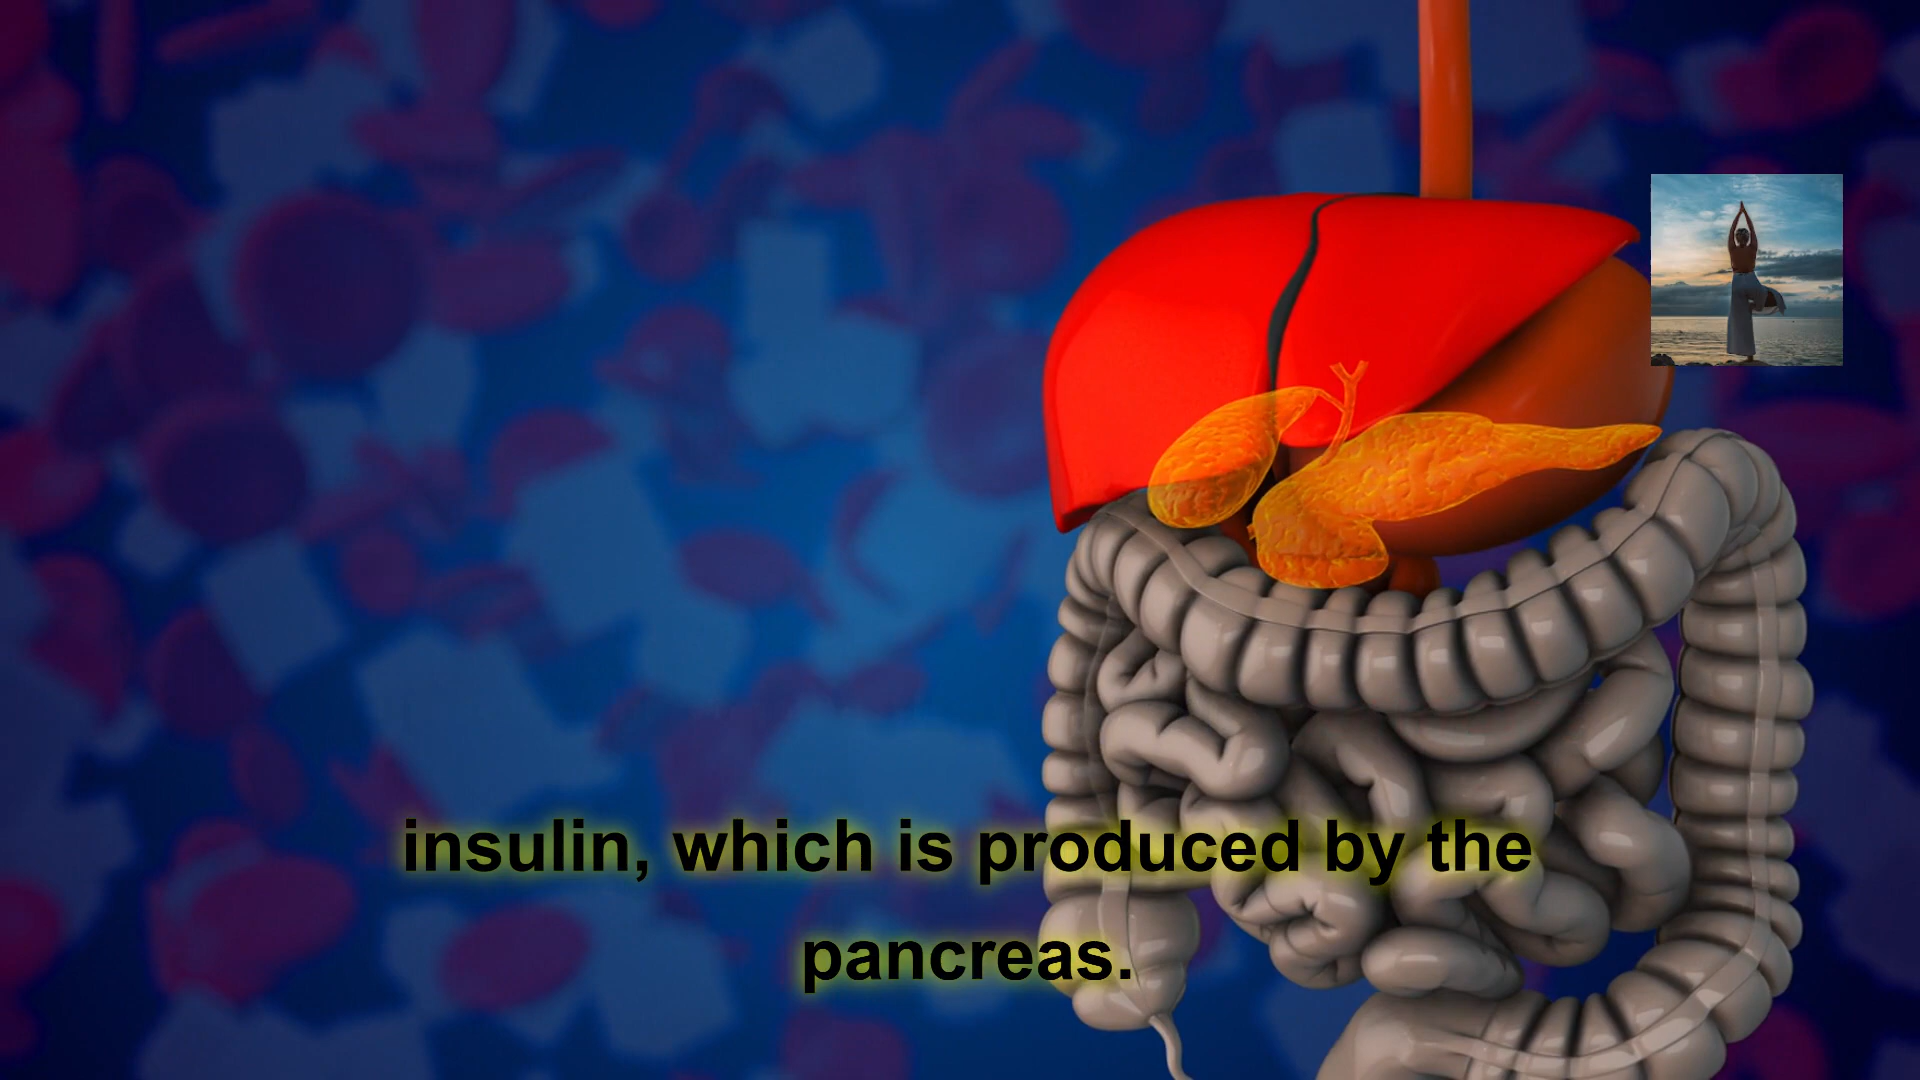 insulin, which is produced by the
pancreas.